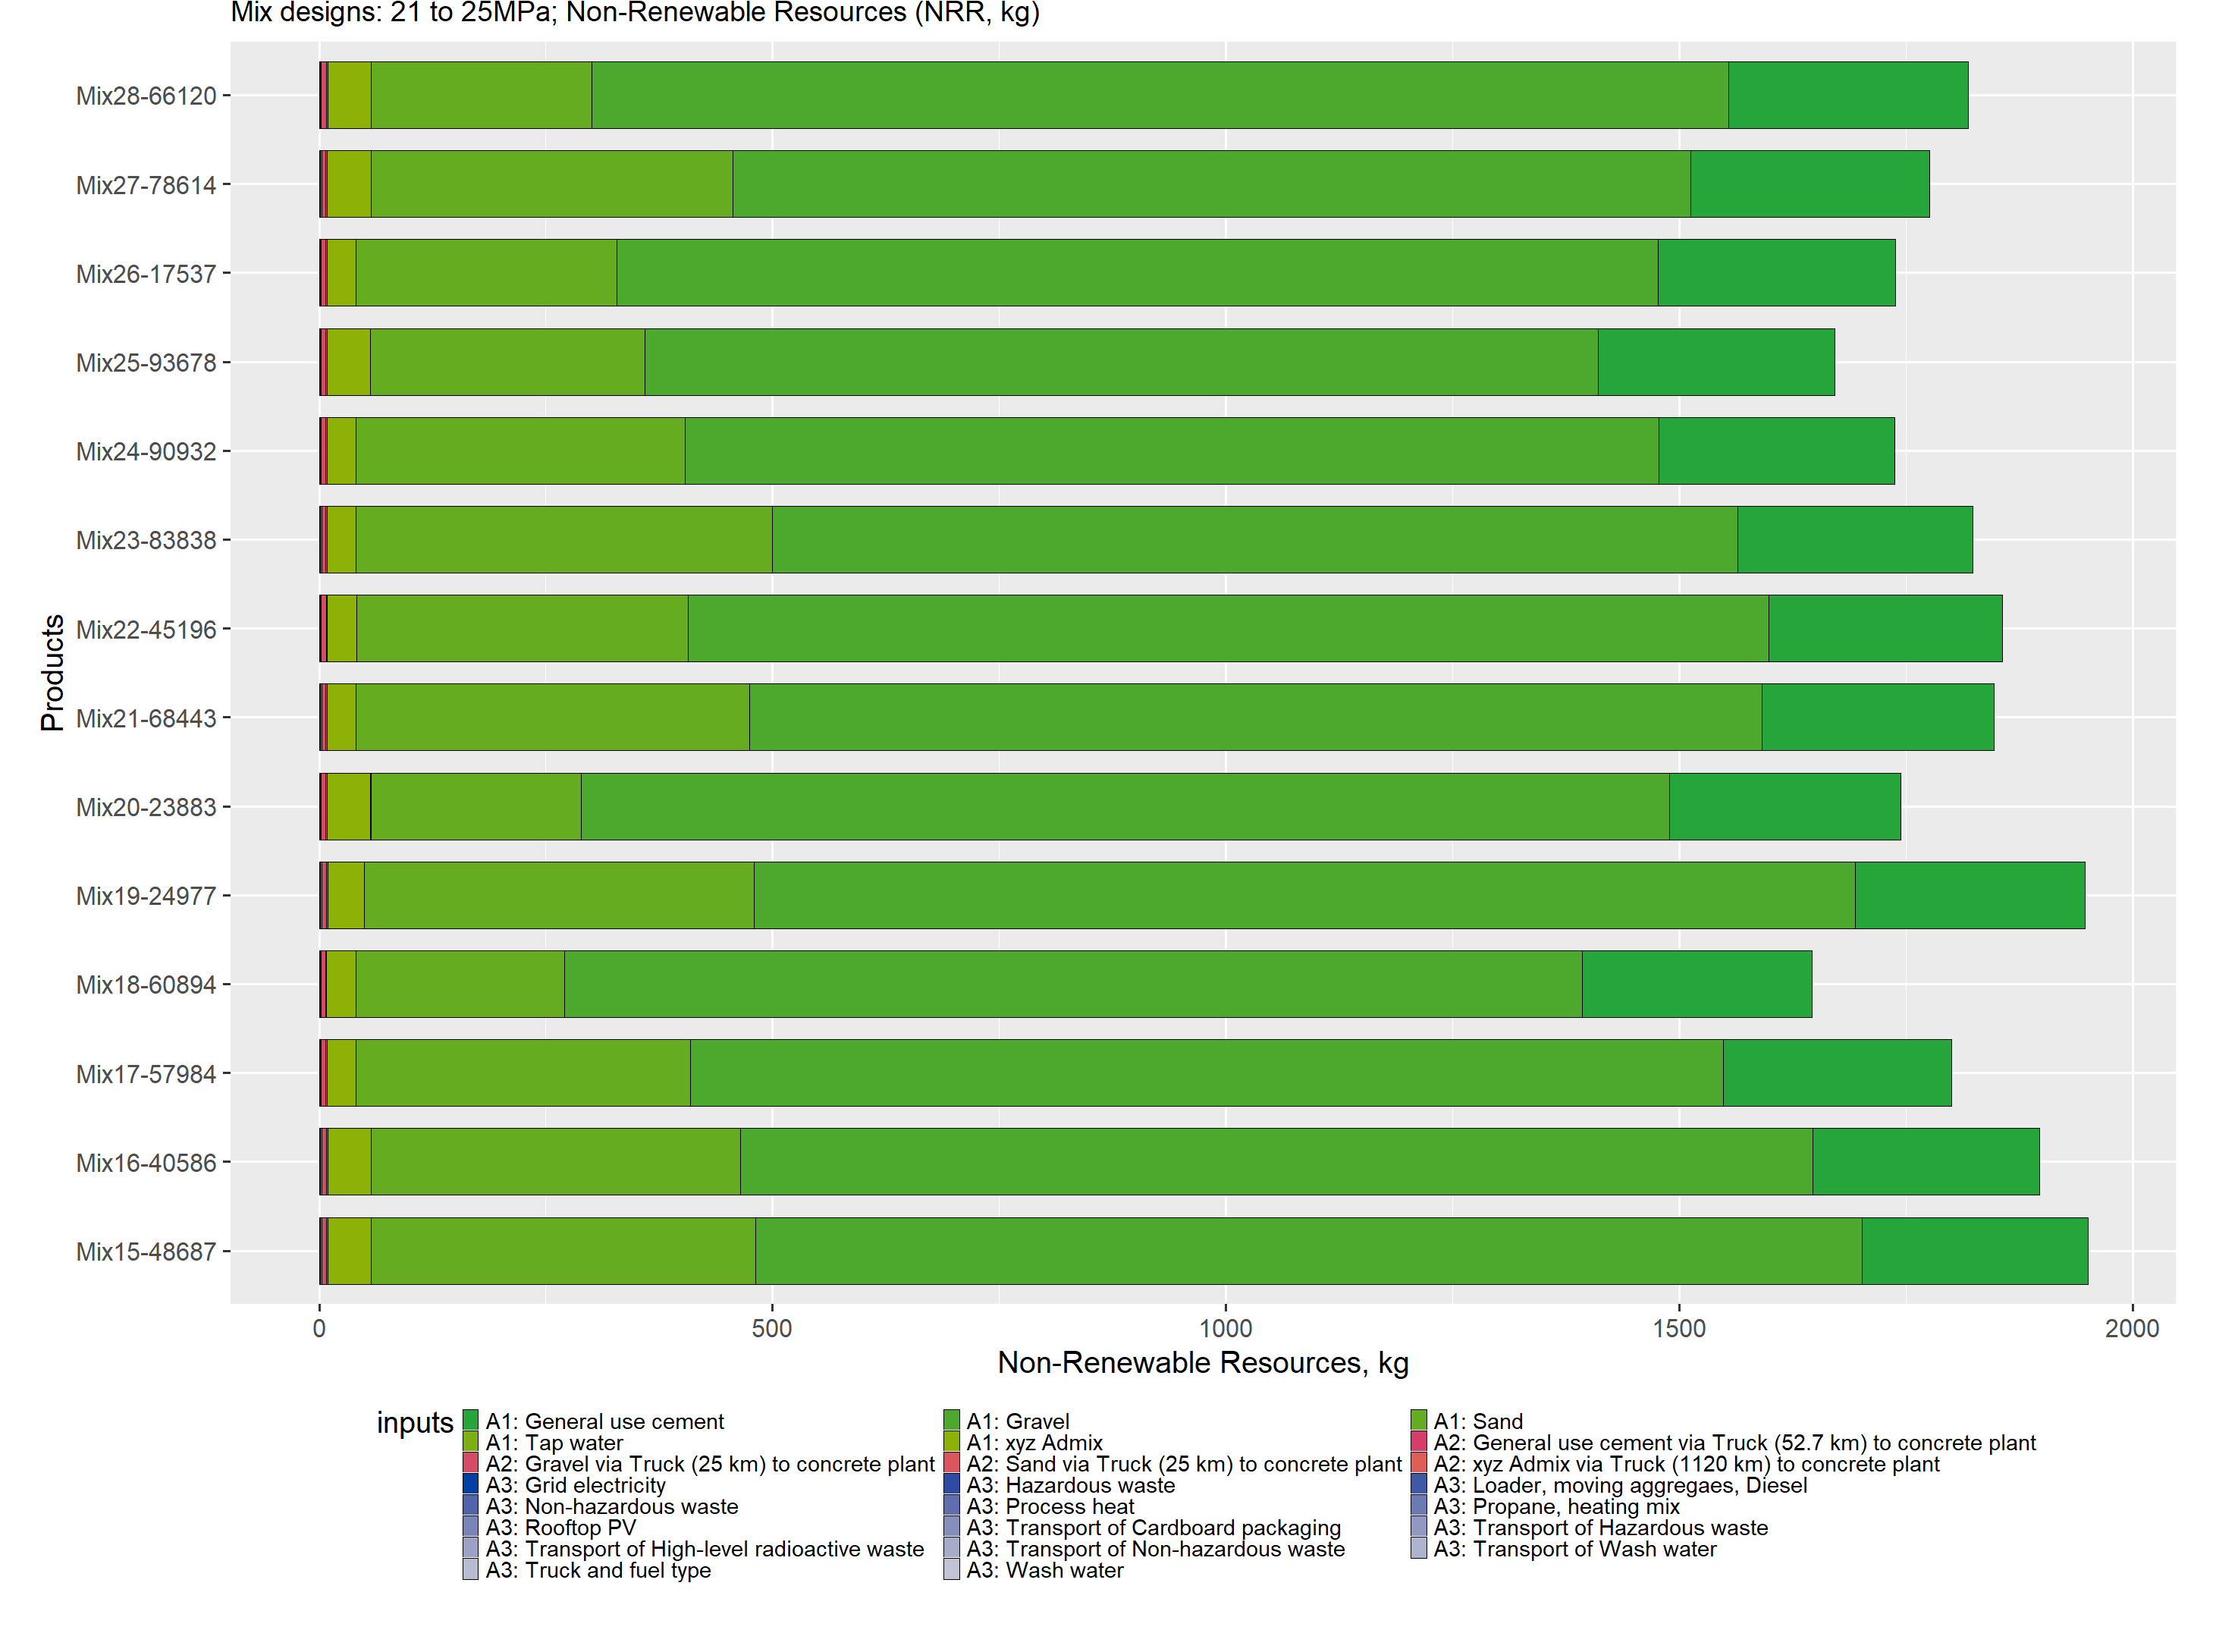 Mix designs: 21 to 25MPa; Non-Renewable Resources (NRR, kg)
Mix28-66120
Mix27-78614
Mix26-17537
Mix25-93678
Mix24-90932
Mix23-83838
Mix22-45196
Mix21-68443
Mix20-23883
Mix19-24977
Mix18-60894
Mix17-57984
Mix16-40586
Mix15-48687
Products
0 500 1000 1500 2000
Non-Renewable Resources, kg
inputs
A1: General use cement A1: Gravel A1: Sand
A1: Tap water A1: xyz Admix A2: General use cement via Truck (52.7 km) to concrete plant
A2: Gravel via Truck (25 km) to concrete plant A2: Sand via Truck (25 km) to concrete plant A2: xyz Admix via Truck (1120 km) to concrete plant
A3: Grid electricity A3: Hazardous waste A3: Loader, moving aggregaes, Diesel
A3: Non-hazardous waste A3: Process heat A3: Propane, heating mix
A3: Rooftop PV A3: Transport of Cardboard packaging A3: Transport of Hazardous waste
A3: Transport of High-level radioactive waste A3: Transport of Non-hazardous waste A3: Transport of Wash water
A3: Truck and fuel type A3: Wash water